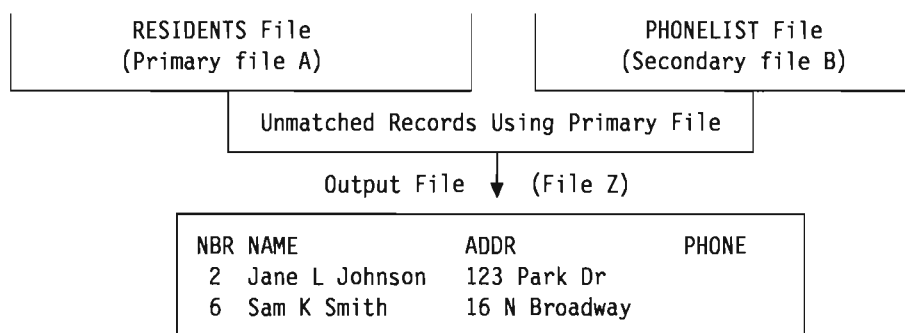 RESIDENTS File
(Primary file A)
PHONELIST File
(Secondary file B)
Unmatched Records Using Primary File
Output File (File Z)
NBR NAME ADDR PHONE
2 Jane L Johnson 123 Park Dr
6 Sam K Smith 16 N Broadway